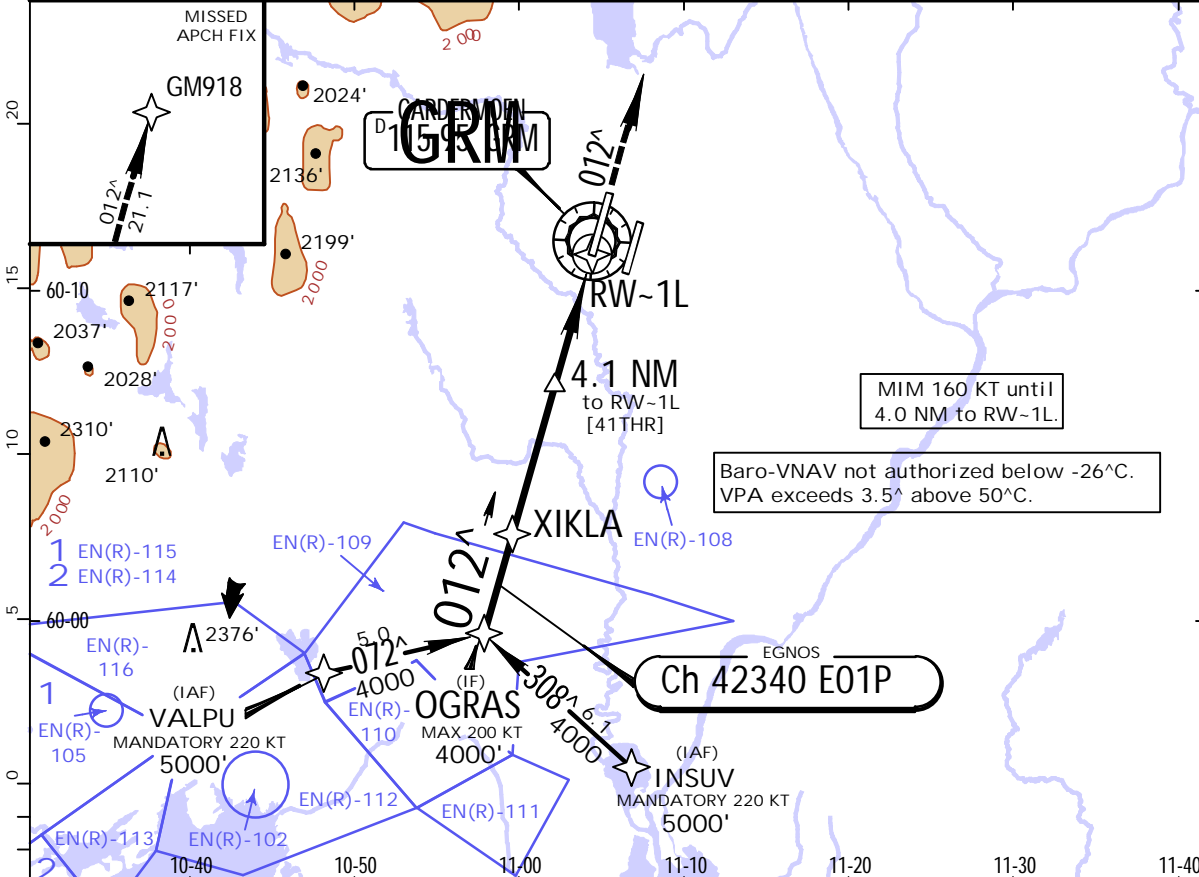 MISSED
APCH FIX
GM918
012^
21.1
200
2024'
2136'
2199'
2000
GARDERMOEN
D 115.95 GRM
GRM
012^
RW~1L
20
15
10
5
0
60-10
2117'
2000
2037'
2028'
2310'
2110'
2000
4.1 NM
to RW~1L
[41THR]
MIM 160 KT until
4.0 NM to RW~1L.
Baro-VNAV not authorized below -26^C.
VPA exceeds 3.5^ above 50^C.
XIKLA
EN(R)-108
EN(R)-109
1 EN(R)-115
2 EN(R)-114
60-00
012^
2376'
EN(R)-
116
1
EN(R)-
105
5.0
072^
4000
(IAF)
VALPU
MANDATORY 220 KT
5000'
EN(R)-
110
(IF)
OGRAS
MAX 200 KT
4000'
308^ 6.1
4000
EGNOS
Ch 42340 E01P
(IAF)
INSUV
MANDATORY 220 KT
5000'
EN(R)-112
EN(R)-111
EN(R)-113
EN(R)-102
2
10-40
10-50
11-00
11-10
11-20
11-30
11-40